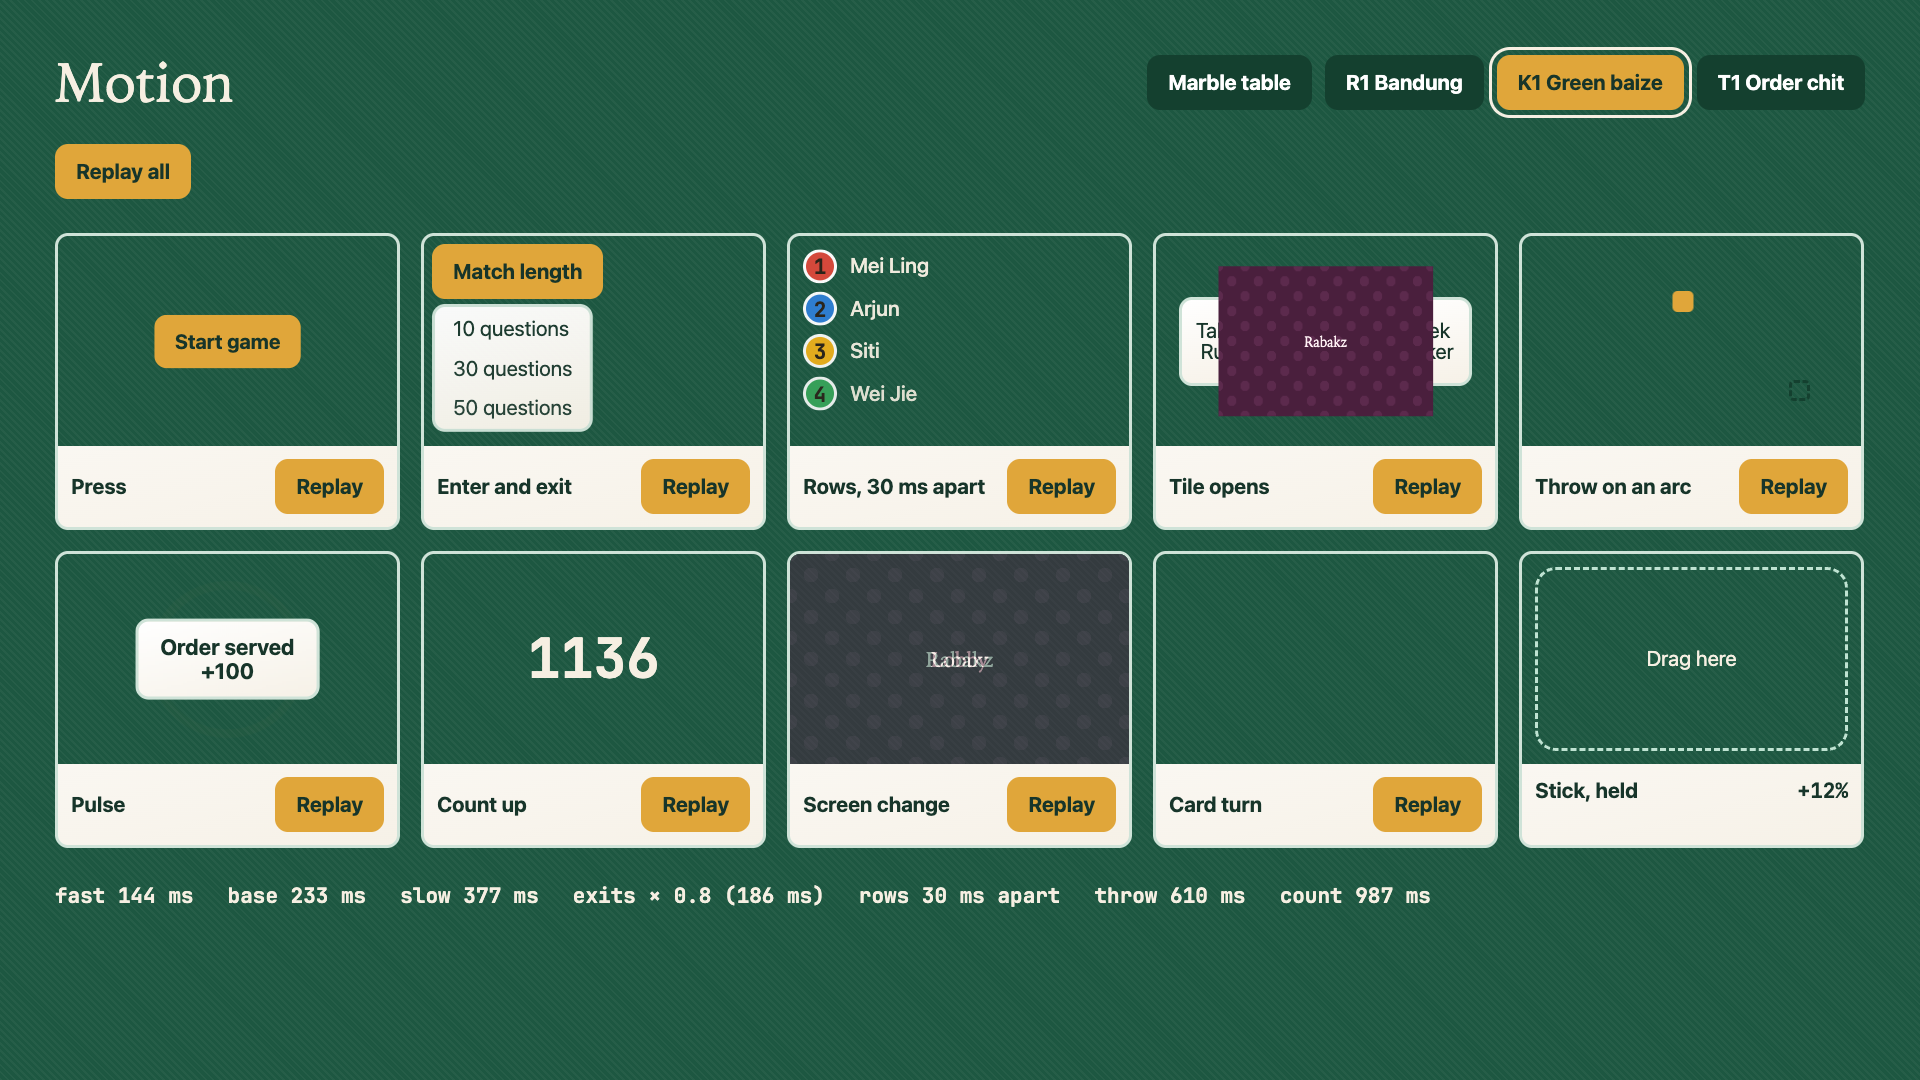 Motion
Marble table
R1 Bandung
K1 Green baize
T1 Order chit
Replay all
Start game
Press
Replay
Match length
10 questions
30 questions
50 questions
Enter and exit
Replay
1 Mei Ling
2 Arjun
3 Siti
4 Wei Jie
Rows, 30 ms apart
Replay
Rabakz
Tile opens
Replay
Throw on an arc
Replay
Order served
+100
Pulse
Replay
1136
Count up
Replay
Screen change
Replay
Card turn
Replay
Drag here
Stick, held
+12%
fast 144 ms base 233 ms slow 377 ms exits × 0.8 (186 ms) rows 30 ms apart throw 610 ms count 987 ms